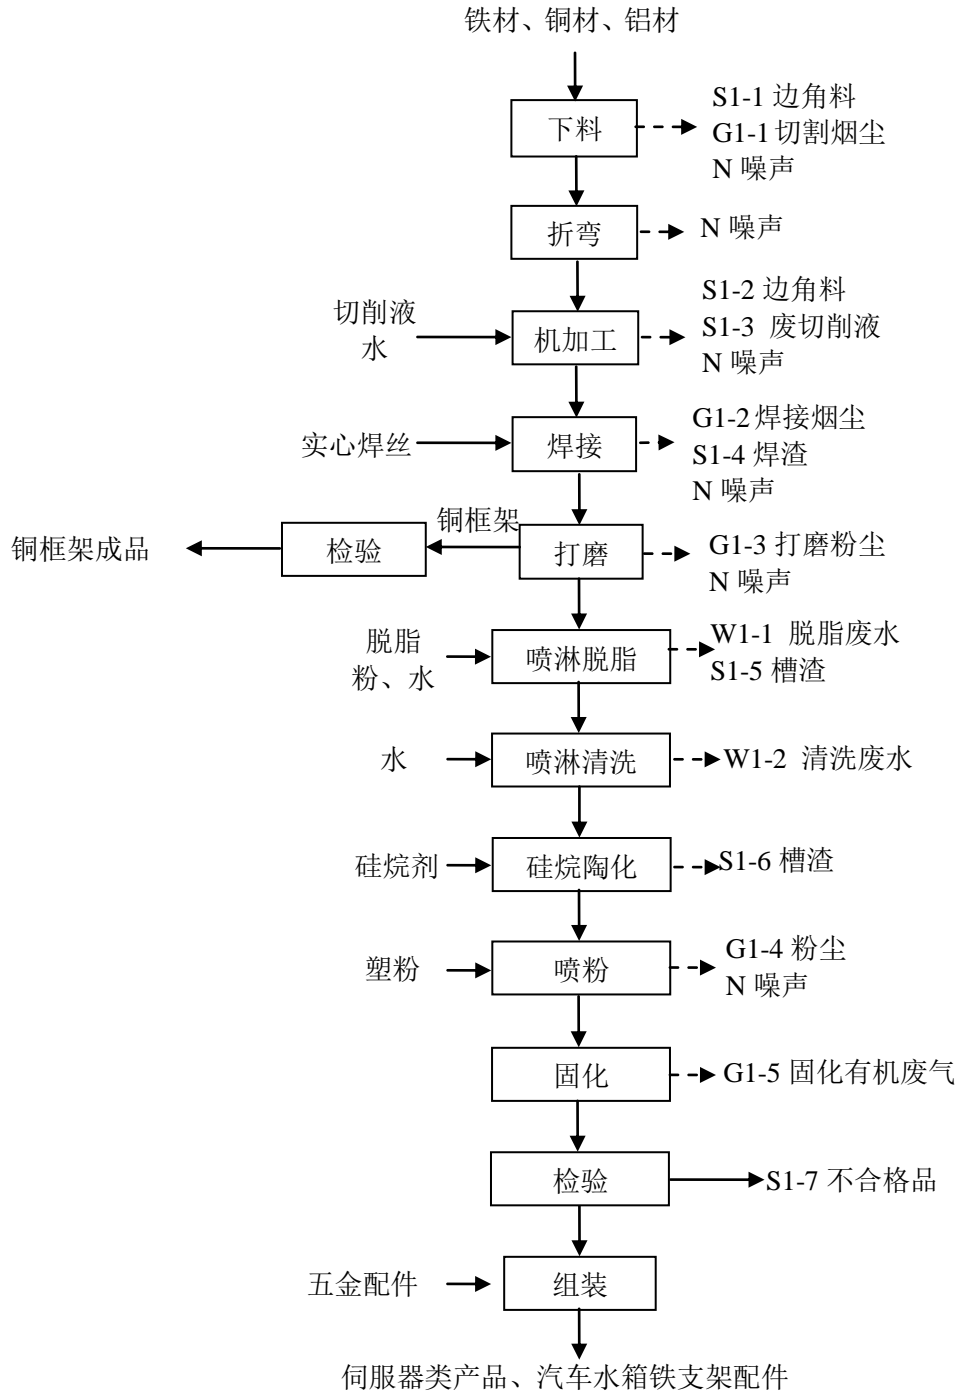 铁材、铜材、铝材
下料
S1-1 边角料
G1-1切割烟尘
N 噪声
折弯
N 噪声
切削液
水
机加工
S1-2 边角料
S1-3 废切削液
N 噪声
实心焊丝
焊接
G1-2焊接烟尘
S1-4 焊渣
N 噪声
铜框架成品
检验
铜框架
打磨
G1-3 打磨粉尘
N 噪声
脱脂
粉、水
喷淋脱脂
W1-1 脱脂废水
S1-5 槽渣
水
喷淋清洗
W1-2 清洗废水
硅烷剂
硅烷陶化
S1-6 槽渣
塑粉
喷粉
G1-4 粉尘
N 噪声
固化
G1-5 固化有机废气
检验
S1-7 不合格品
五金配件
组装
伺服器类产品、汽车水箱铁支架配件